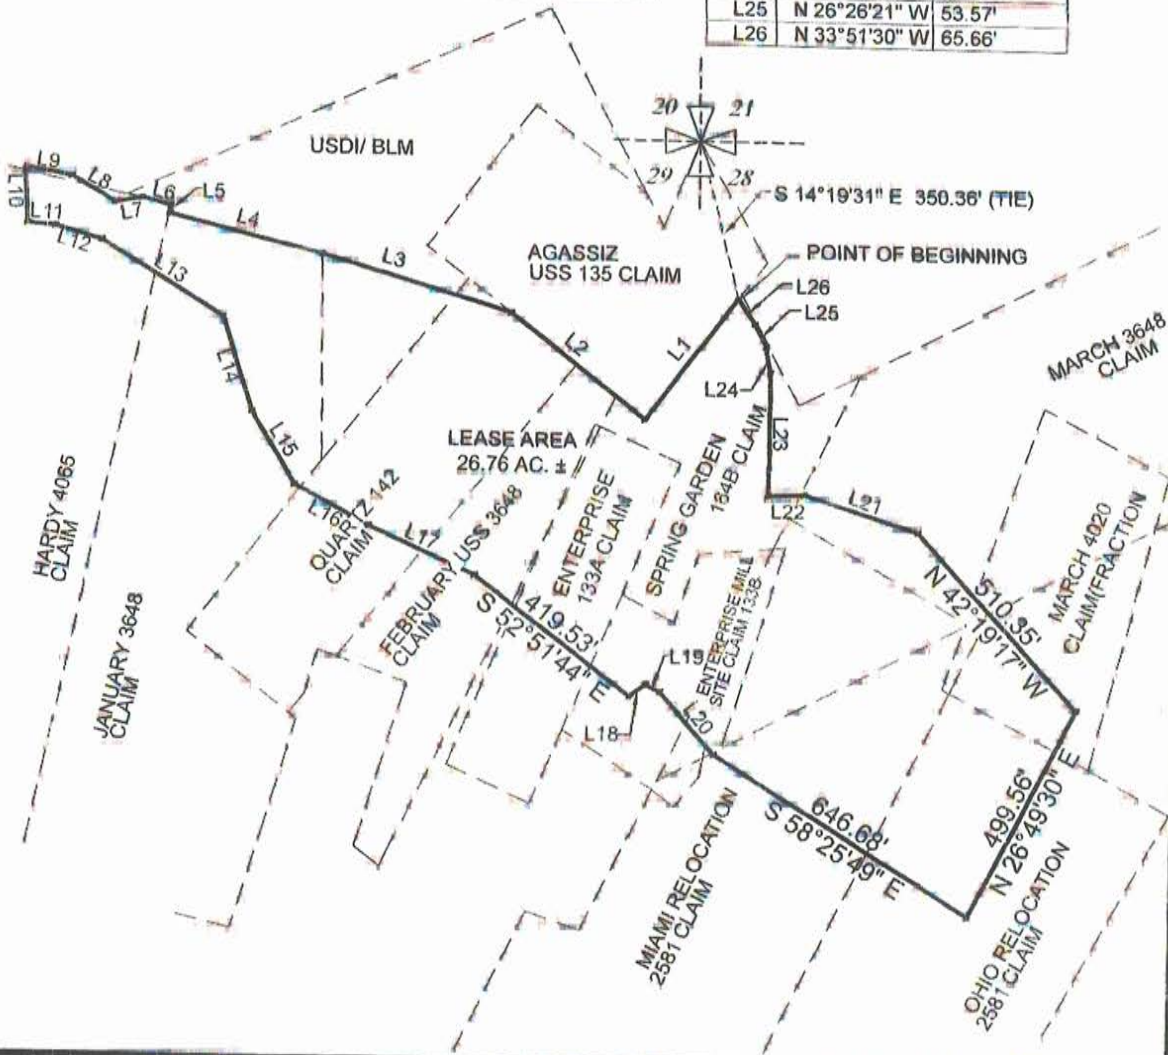 L25 N 26°26'21" W 53.57'
L26 N 33°51'30" W 65.66'
20 21
29 28
USDI/ BLM
S 14°19'31" E 350.36' (TIE)
POINT OF BEGINNING
AGASSIZ
USS 135 CLAIM
L26
L25
L24
L23
L22
L21
L9
L8
L7
L6
L5
L4
L3
L2
L1
L10
L11
L12
L13
L14
L15
L16
L17
LEASE AREA
26.76 AC. ±
MARCH 3648
CLAIM
HARDY 4065
CLAIM
JANUARY 3648
CLAIM
QUARTZ 142
CLAIM
FEBRUARY USS 3648
CLAIM
ENTERPRISE
133A CLAIM
SPRING GARDEN
164B CLAIM
ENTERPRISE MILL
SITE CLAIM 133B
MARCH 4020
CLAIM(FRACTION
510.35'
N 42°19'17" W
419.53'
S 52°51'44" E
L18
L19
L20
646.68'
S 58°25'49" E
499.56'
N 26°49'30" E
MIAMI RELOCATION
2581 CLAIM
OHIO RELOCATION
2581 CLAIM